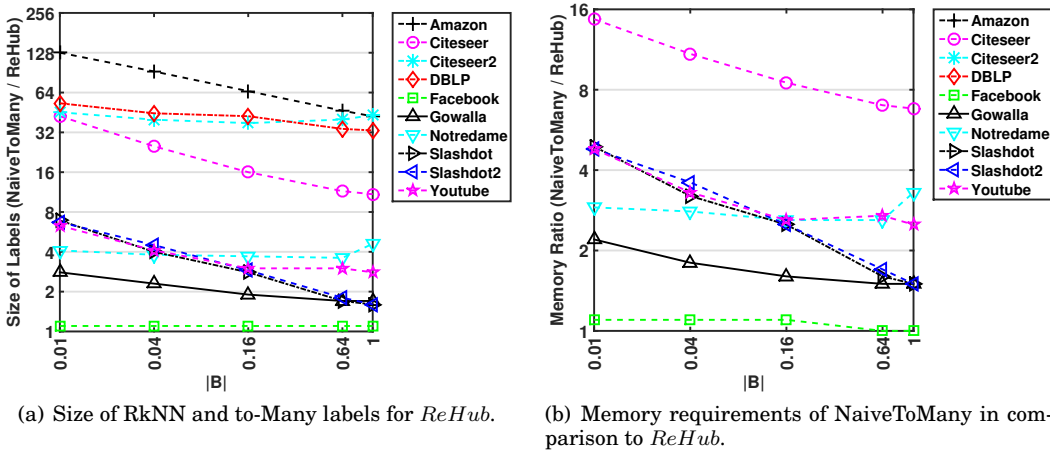 256
128
64
32
16
8
4
2
1
Size of Labels (NaiveToMany / ReHub)
0.01
0.04
0.16
0.64
1
|B|
Amazon
Citeseer
Citeseer2
DBLP
Facebook
Gowalla
Notredame
Slashdot
Slashdot2
Youtube
(a) Size of RkNN and to-Many labels for ReHub.
16
8
4
2
1
Memory Ratio (NaiveToMany / ReHub)
0.01
0.04
0.16
0.64
1
|B|
Amazon
Citeseer
Citeseer2
DBLP
Facebook
Gowalla
Notredame
Slashdot
Slashdot2
Youtube
(b) Memory requirements of NaiveToMany in com-
parison to ReHub.